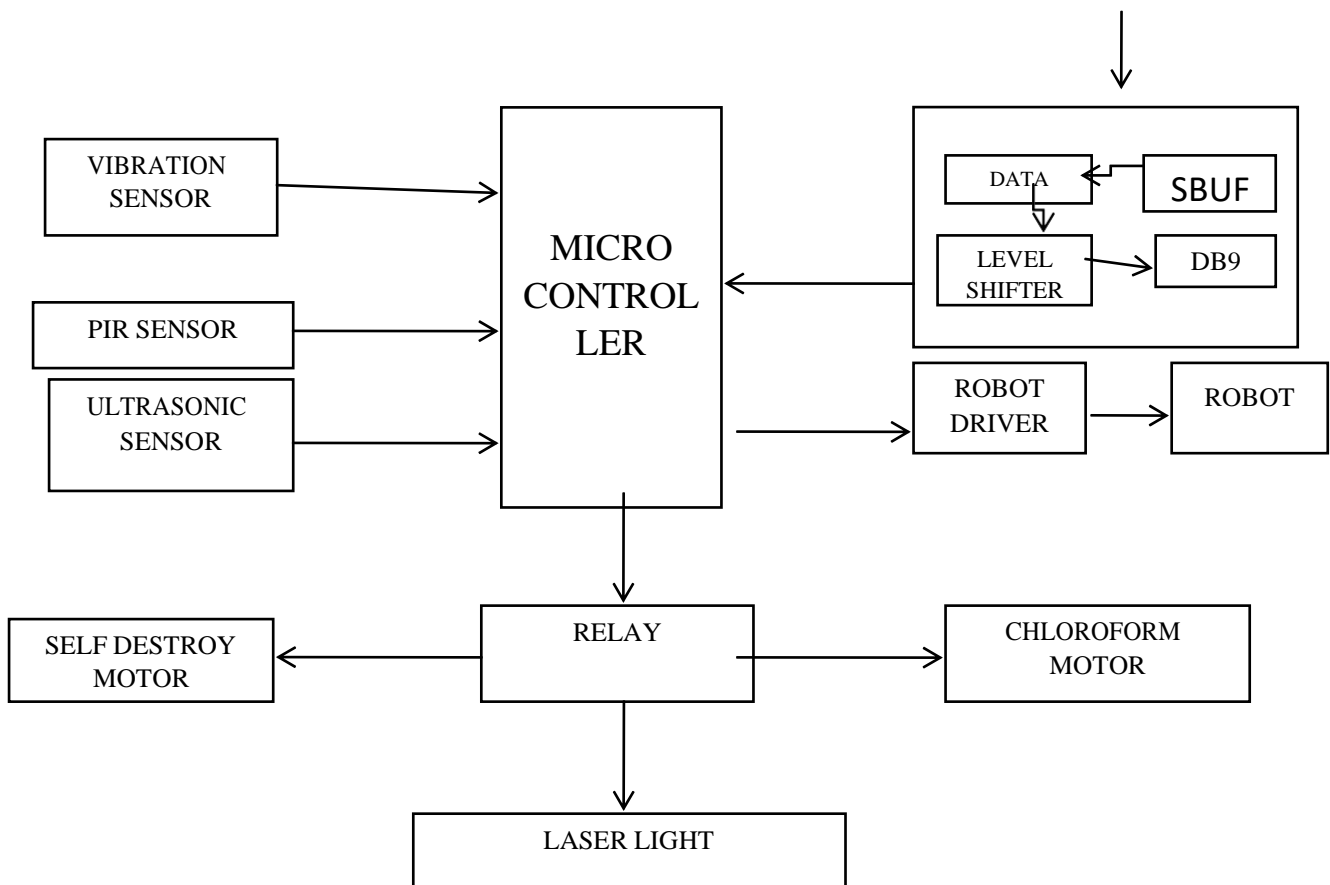 VIBRATION
SENSOR
PIR SENSOR
ULTRASONIC
SENSOR
MICRO
CONTROL
LER
DATA
SBUF
LEVEL
SHIFTER
DB9
ROBOT
DRIVER
ROBOT
RELAY
SELF DESTROY
MOTOR
CHLOROFORM
MOTOR
LASER LIGHT